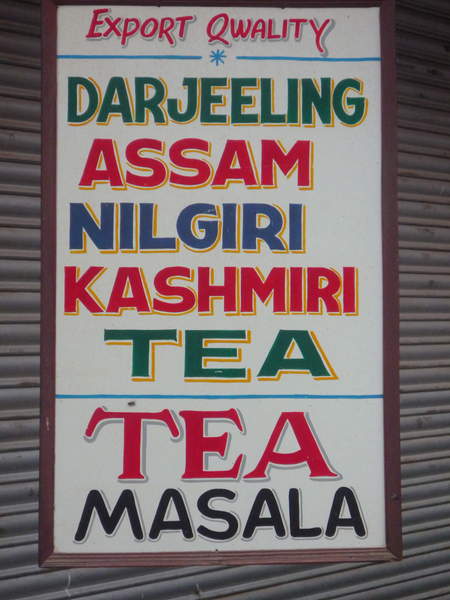 EXPORT QWALITY
DARJEELING
ASSAM
NILGIRI
KASHMIRI
TEA
TEA
MASALA